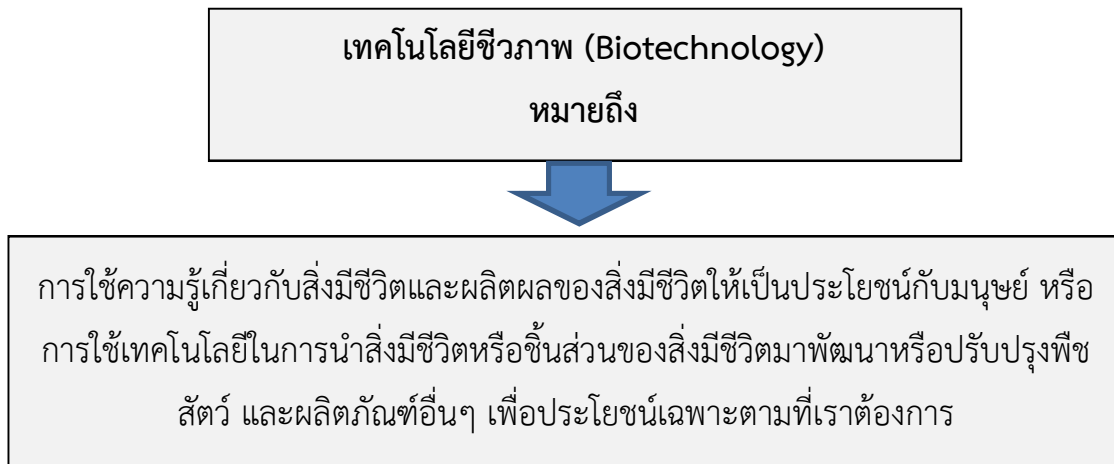 เทคโนโลยีชีวภาพ (Biotechnology)
หมายถึง
การใช้ความรู้เกี่ยวกับสิ่งมีชีวิตและผลิตผลของสิ่งมีชีวิตให้เป็นประโยชน์กับมนุษย์ หรือ
การใช้เทคโนโลยีในการนำสิ่งมีชีวิตหรือชิ้นส่วนของสิ่งมีชีวิตมาพัฒนาหรือปรับปรุงพืช
สัตว์ และผลิตภัณฑ์อื่นๆ เพื่อประโยชน์เฉพาะตามที่เราต้องการ